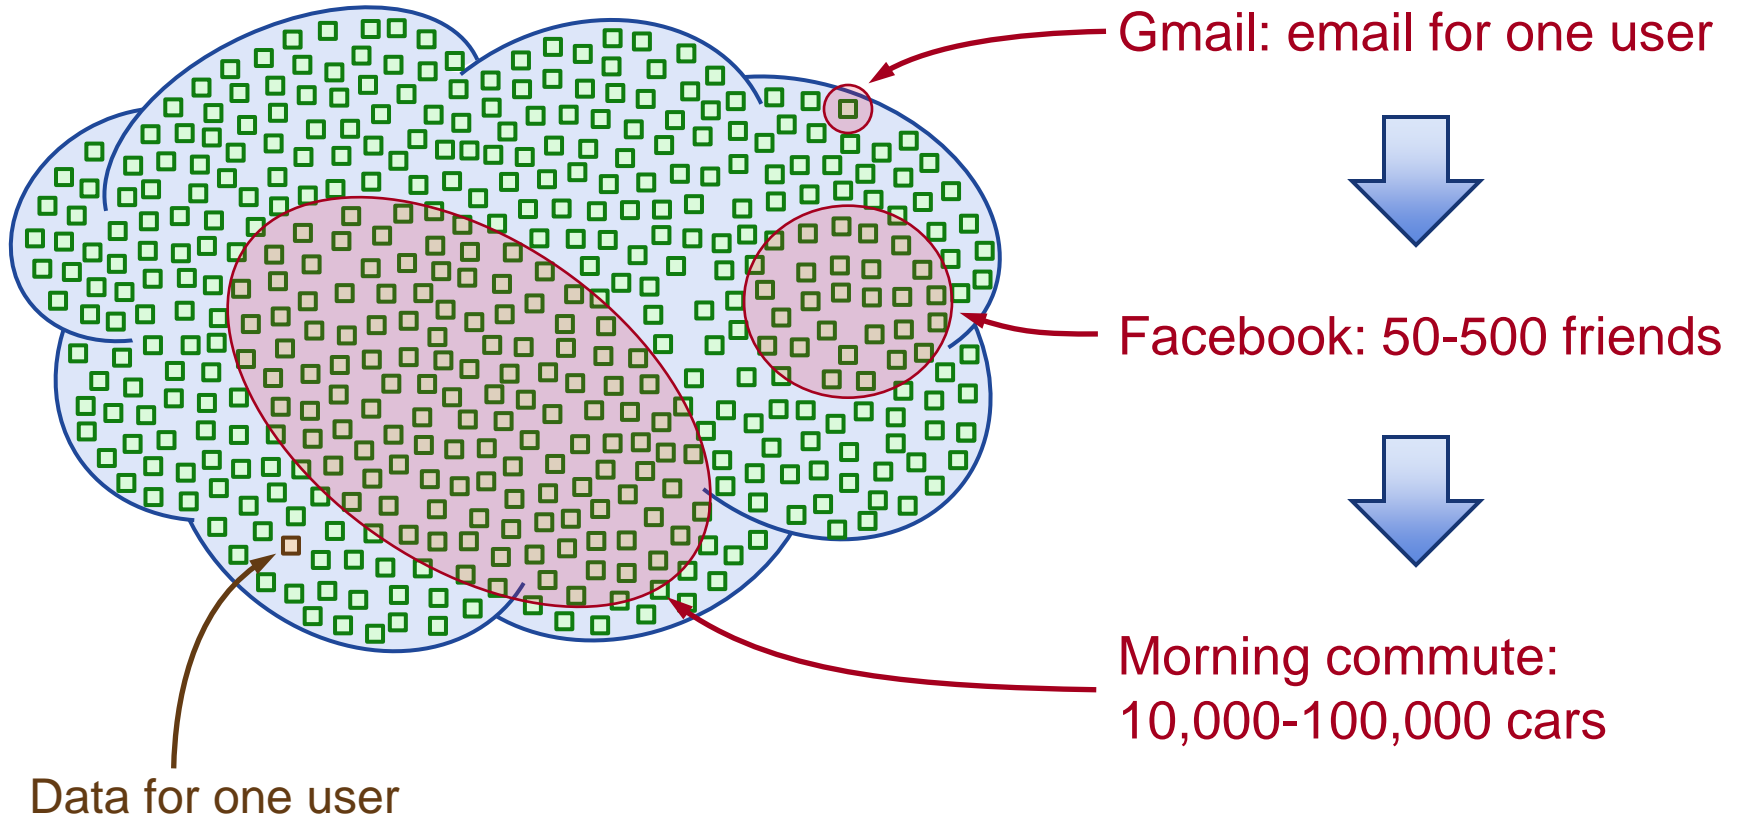 Gmail: email for one user
Facebook: 50-500 friends
Morning commute:
10,000-100,000 cars
Data for one user